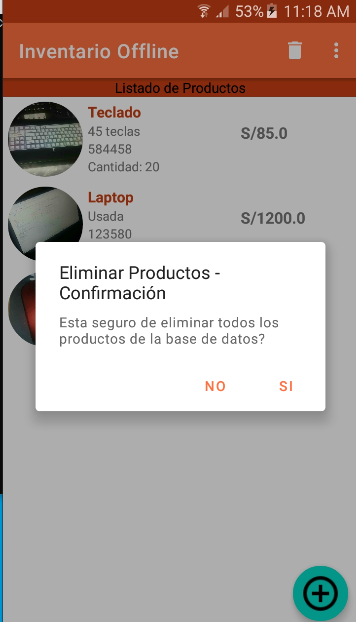 53% 11:18 AM
Inventario Offline
Listado de Productos
Teclado
45 teclas
S/85.0
584458
Cantidad: 20
Laptop
Usada
S/1200.0
123580
Eliminar Productos -
Confirmación
Esta seguro de eliminar todos los
productos de la base de datos?
NO SI